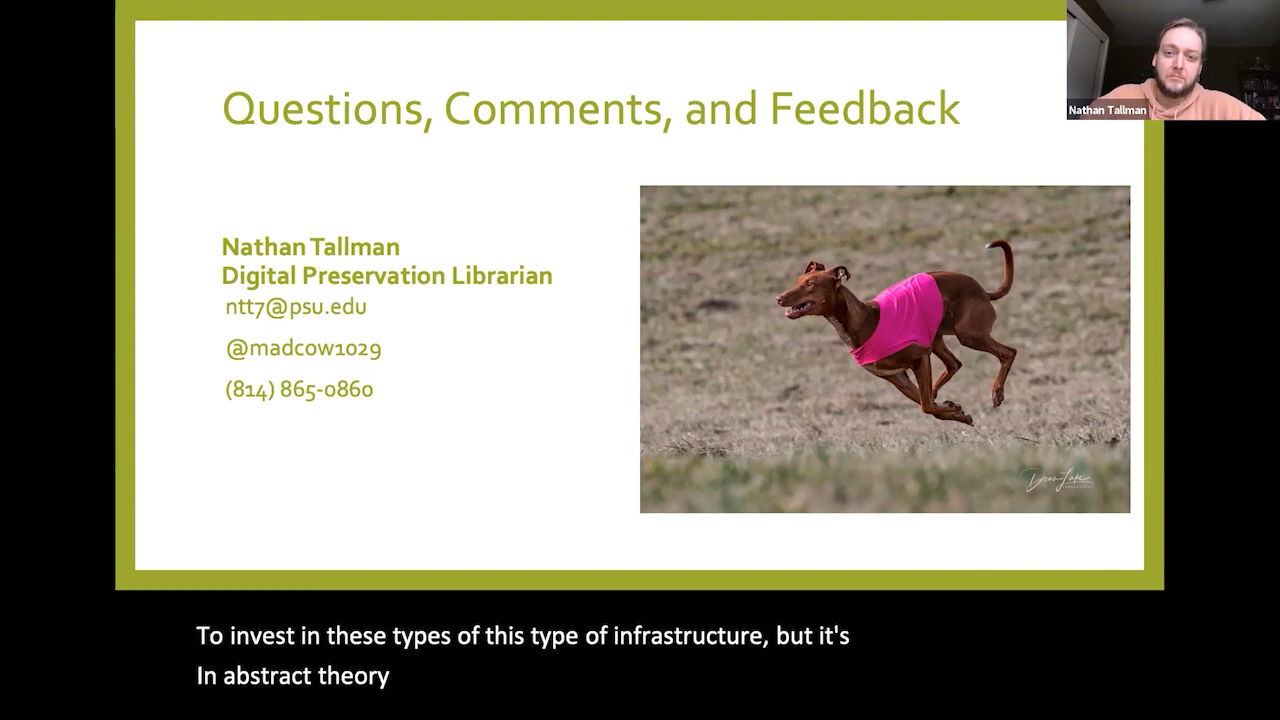 Questions, Comments, and Feedback
Nathan Tallman
Nathan Tallman
Digital Preservation Librarian
ntt7@psu.edu
@madcow1029
(814) 865-0860
To invest in these types of this type of infrastructure, but it's
In abstract theory